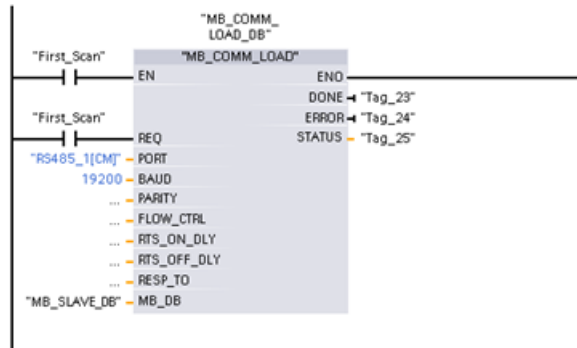 "MB_COMM_
LOAD_DB"
"First_Scan"
"MB_COMM_LOAD"
EN
ENO
DONE
"Tag_23"
"First_Scan"
ERROR
"Tag_24"
REQ
STATUS
"Tag_25"
"RS485_1[CM]"
PORT
19200
BAUD
...
PARITY
...
FLOW_CTRL
...
RTS_ON_DLY
...
RTS_OFF_DLY
...
RESP_TO
"MB_SLAVE_DB"
MB_DB